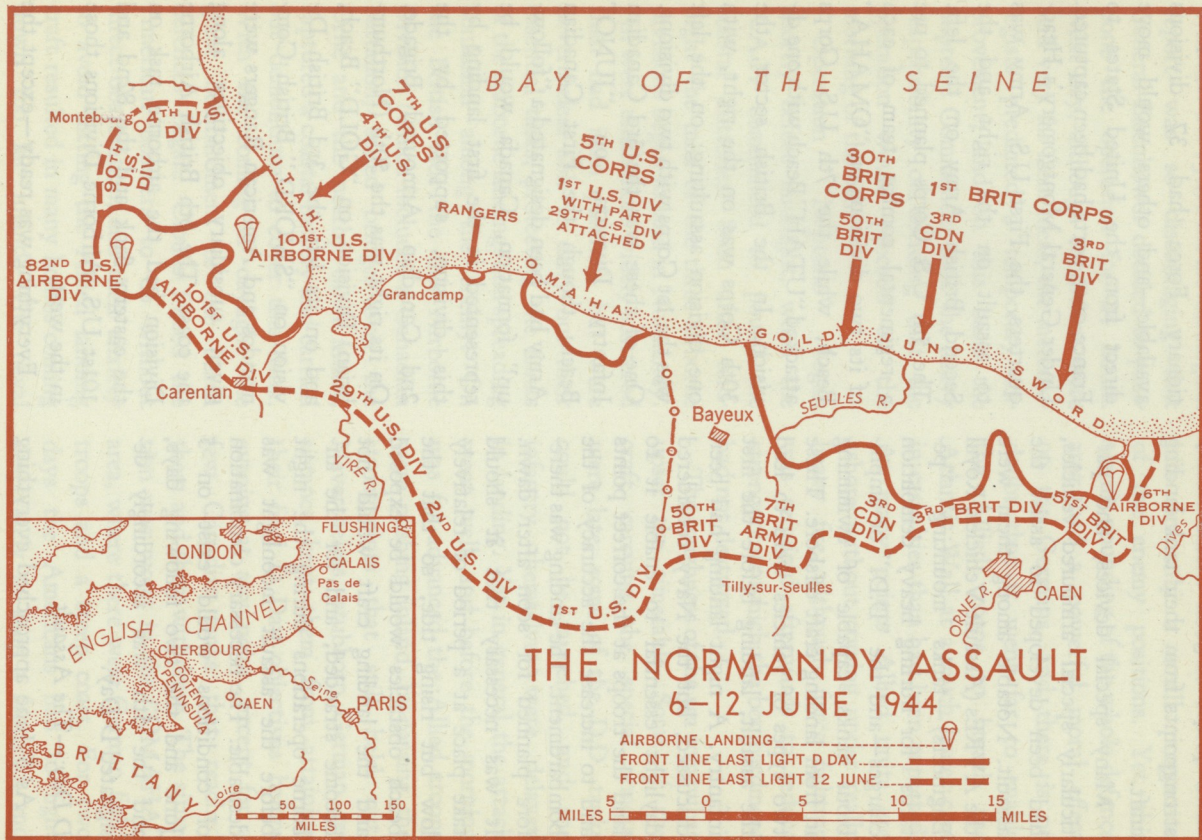 BAY OF THE SEINE
Montebourg
4TH U.S.
DIV
90TH
U.S.
DIV
UTAH
7TH U.S.
CORPS
4TH U.S.
DIV
82ND U.S.
AIRBORNE
DIV
101ST U.S.
AIRBORNE DIV
101ST U.S.
AIRBORNE DIV
Carentan
Grandcamp
RANGERS
OMAHA
5TH U.S.
CORPS
1ST U.S. DIV
WITH PART
29TH U.S. DIV
ATTACHED
30TH
BRIT
CORPS
50TH
BRIT
DIV
1ST BRIT CORPS
3RD
CDN
DIV
3RD
BRIT
DIV
GOLD
JUNO
SWORD
SEULLES R.
Bayeux
VIRE R.
29TH U.S. DIV
2ND U.S. DIV
1ST U.S. DIV
50TH
BRIT
DIV
7TH
BRIT
ARMD
DIV
Tilly-sur-Seulles
3RD
CDN
DIV
3RD BRIT DIV
51ST
BRIT
DIV
6TH
AIRBORNE
DIV
Dives
ORNE R.
CAEN
THE NORMANDY ASSAULT
6–12 JUNE 1944
AIRBORNE LANDING
FRONT LINE LAST LIGHT D DAY
FRONT LINE LAST LIGHT 12 JUNE
5 0 5 10 15
MILES MILES
FLUSHING
LONDON
CALAIS
Pas de
Calais
ENGLISH CHANNEL
CHERBOURG
COTENTIN
PENINSULA
CAEN
Seine
PARIS
BRITTANY
Loire
0 50 100 150
MILES